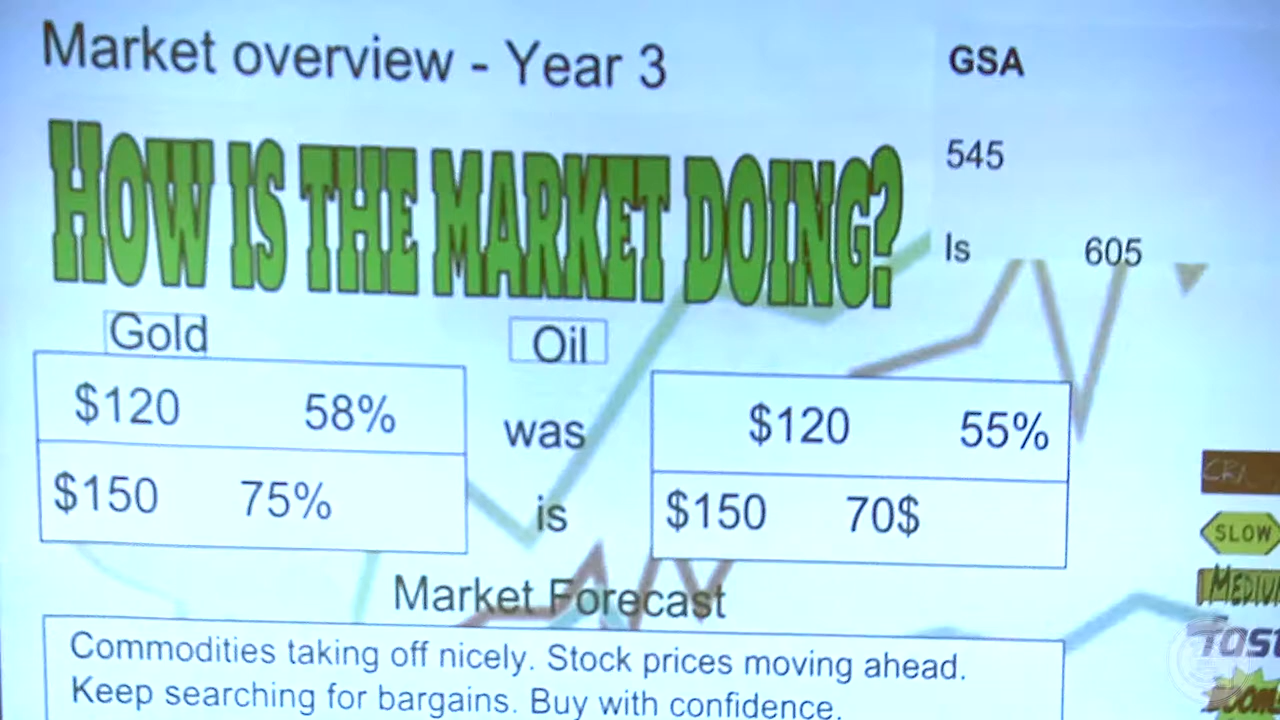 Market overview - Year 3
GSA
HOW IS THE MARKET DOING?
545
Is 605
Gold
Oil
$120 58% was $120 55%
$150 75% is $150 70$
Market Forecast
Commodities taking off nicely. Stock prices moving ahead.
Keep searching for bargains. Buy with confidence.
SLOW